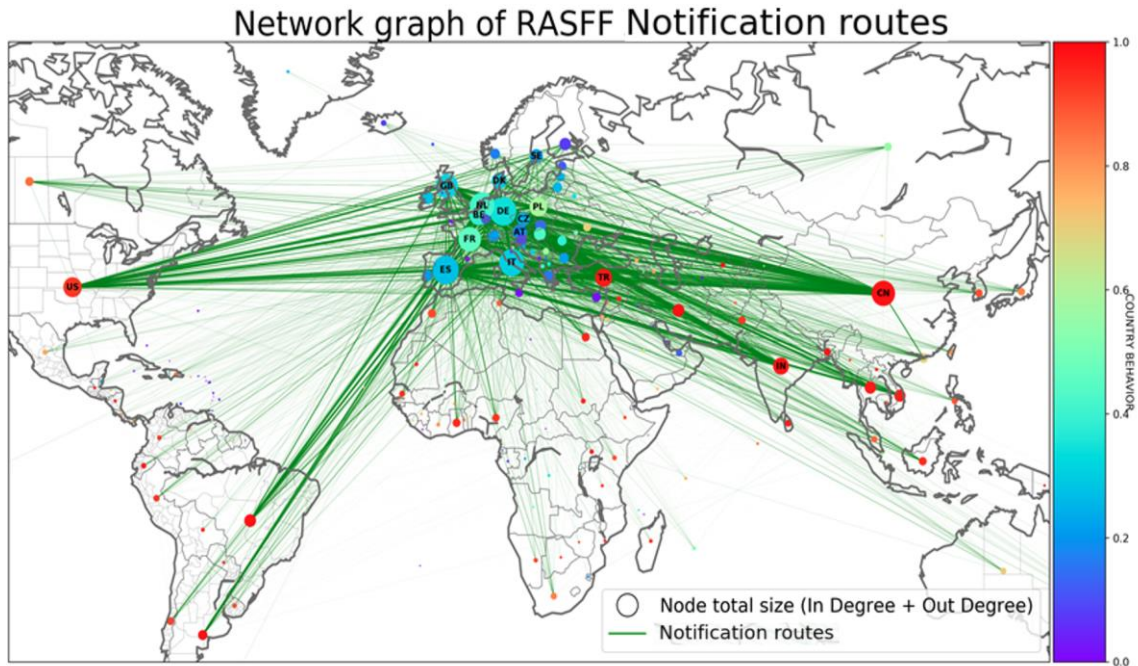 Network graph of RASFF Notification routes
1.0
0.8
0.6
0.4
0.2
0.0
COUNTRY BEHAVIOR
SE
GB
DK
NL
BE
DE
PL
CZ
AT
FR
ES
IT
TR
US
CN
IN
Node total size (In Degree + Out Degree)
Notification routes